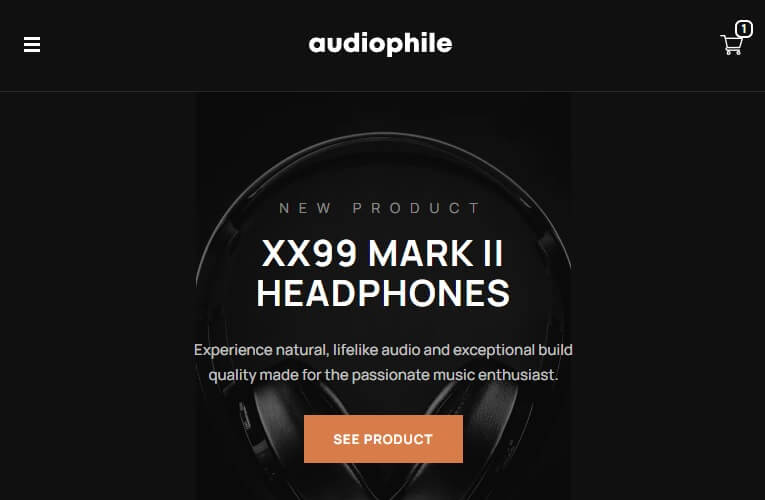 audiophile
1
NEW PRODUCT
XX99 MARK II
HEADPHONES
Experience natural, lifelike audio and exceptional build
quality made for the passionate music enthusiast.
SEE PRODUCT